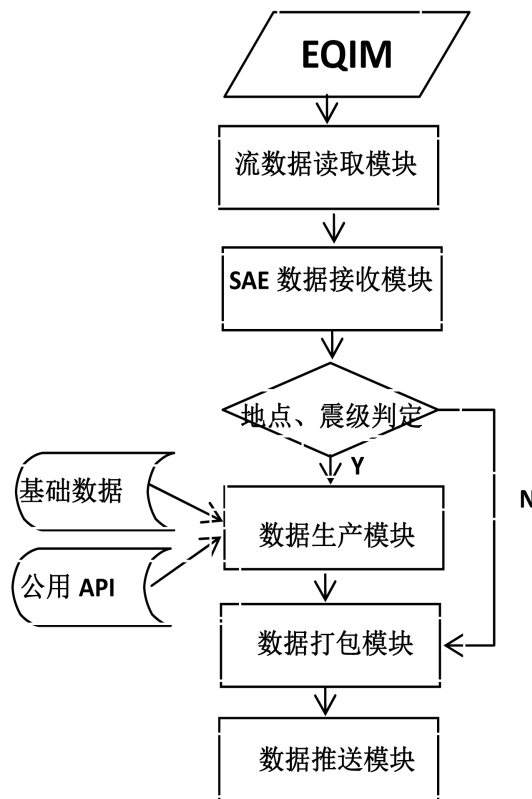 EQIM
流数据读取模块
SAE 数据接收模块
地点、震级判定
Y
N
基础数据
数据生产模块
公用 API
数据打包模块
数据推送模块